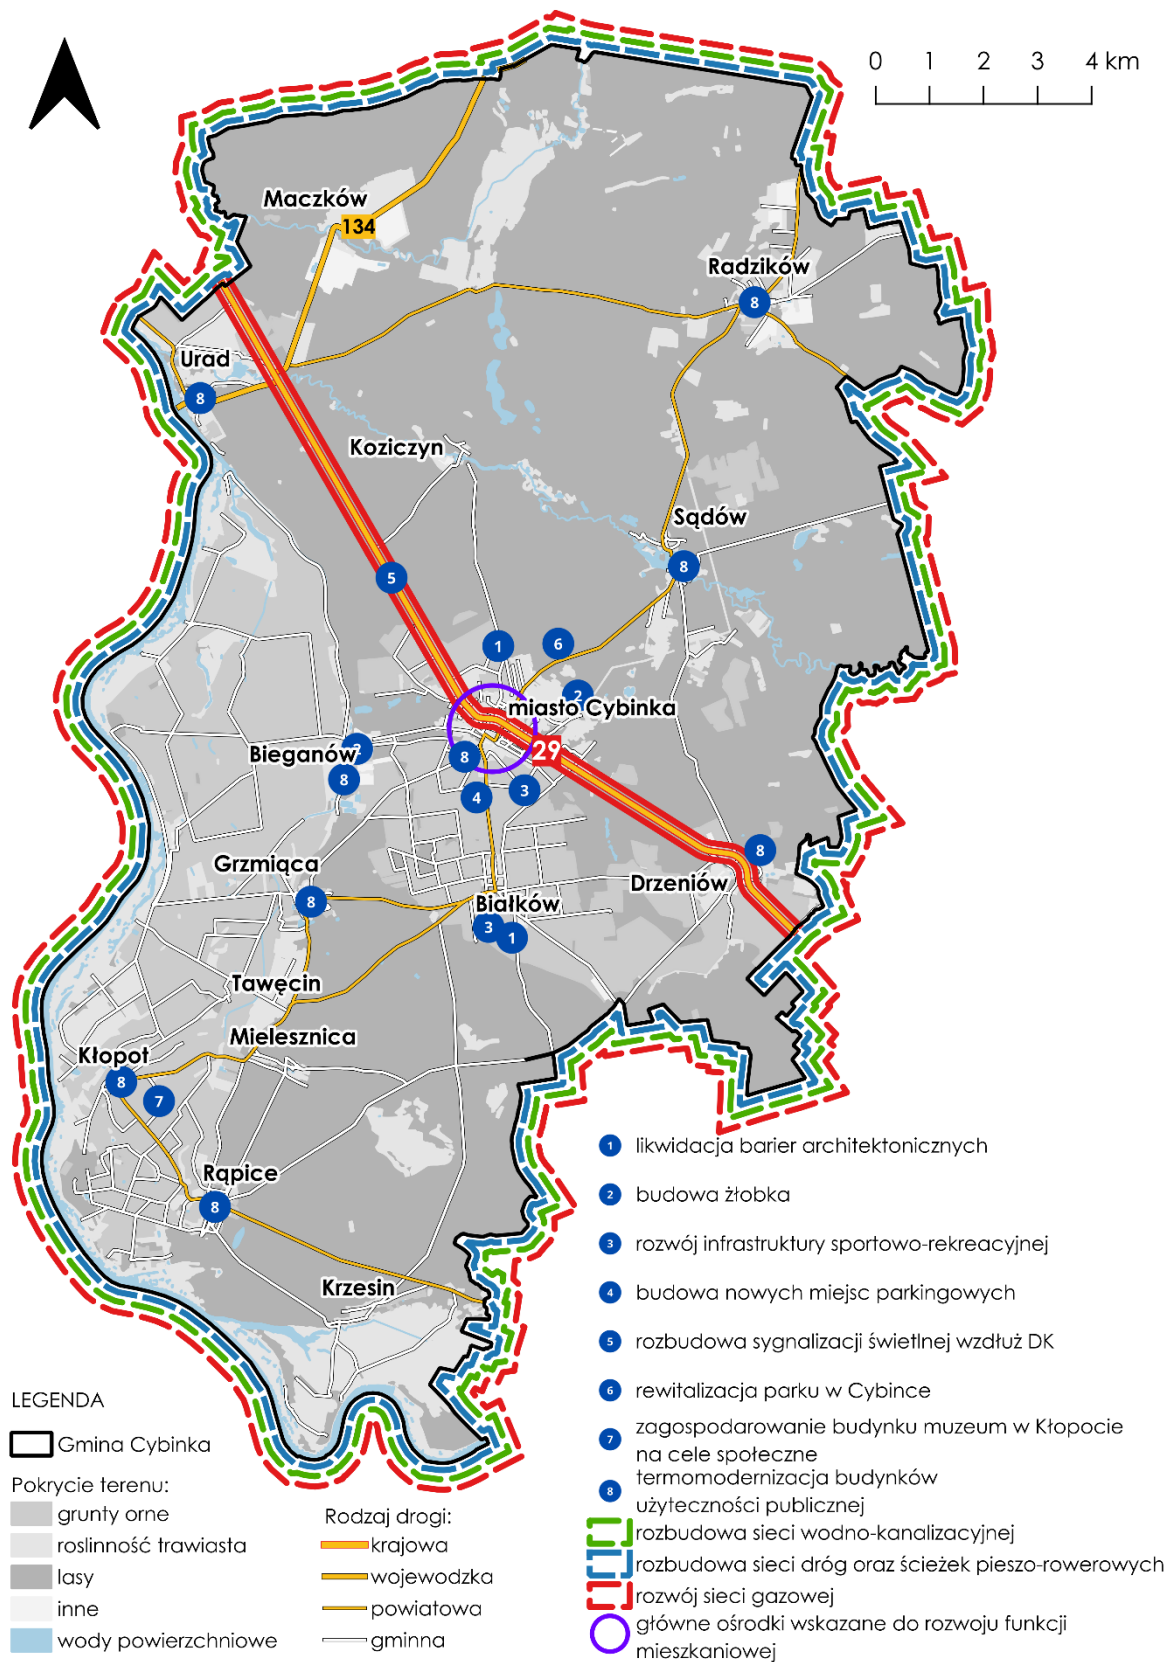 0 1 2 3 4 km
Maczków
134
Radzików
8
Urad
8
Koziczyn
Sądów
8
5
1
6
2
miasto Cybinka
Bieganów
29
8
8
4
3
Grzmiąca
8
8
Drzeniów
Białków
3
1
Tawęcin
Mielesznica
Kłopot
8
7
Rąpice
8
Krzesin
1 likwidacja barier architektonicznych
2 budowa żłobka
3 rozwój infrastruktury sportowo-rekreacyjnej
4 budowa nowych miejsc parkingowych
5 rozbudowa sygnalizacji świetlnej wzdłuż DK
6 rewitalizacja parku w Cybince
7 zagospodarowanie budynku muzeum w Kłopocie
na cele społeczne
8 termomodernizacja budynków
użyteczności publicznej
rozbudowa sieci wodno-kanalizacyjnej
rozbudowa sieci dróg oraz ścieżek pieszo-rowerowych
rozwój sieci gazowej
główne ośrodki wskazane do rozwoju funkcji
mieszkaniowej
LEGENDA
Gmina Cybinka
Pokrycie terenu:
grunty orne
roslinność trawiasta
lasy
inne
wody powierzchniowe
Rodzaj drogi:
krajowa
wojewodzka
powiatowa
gminna